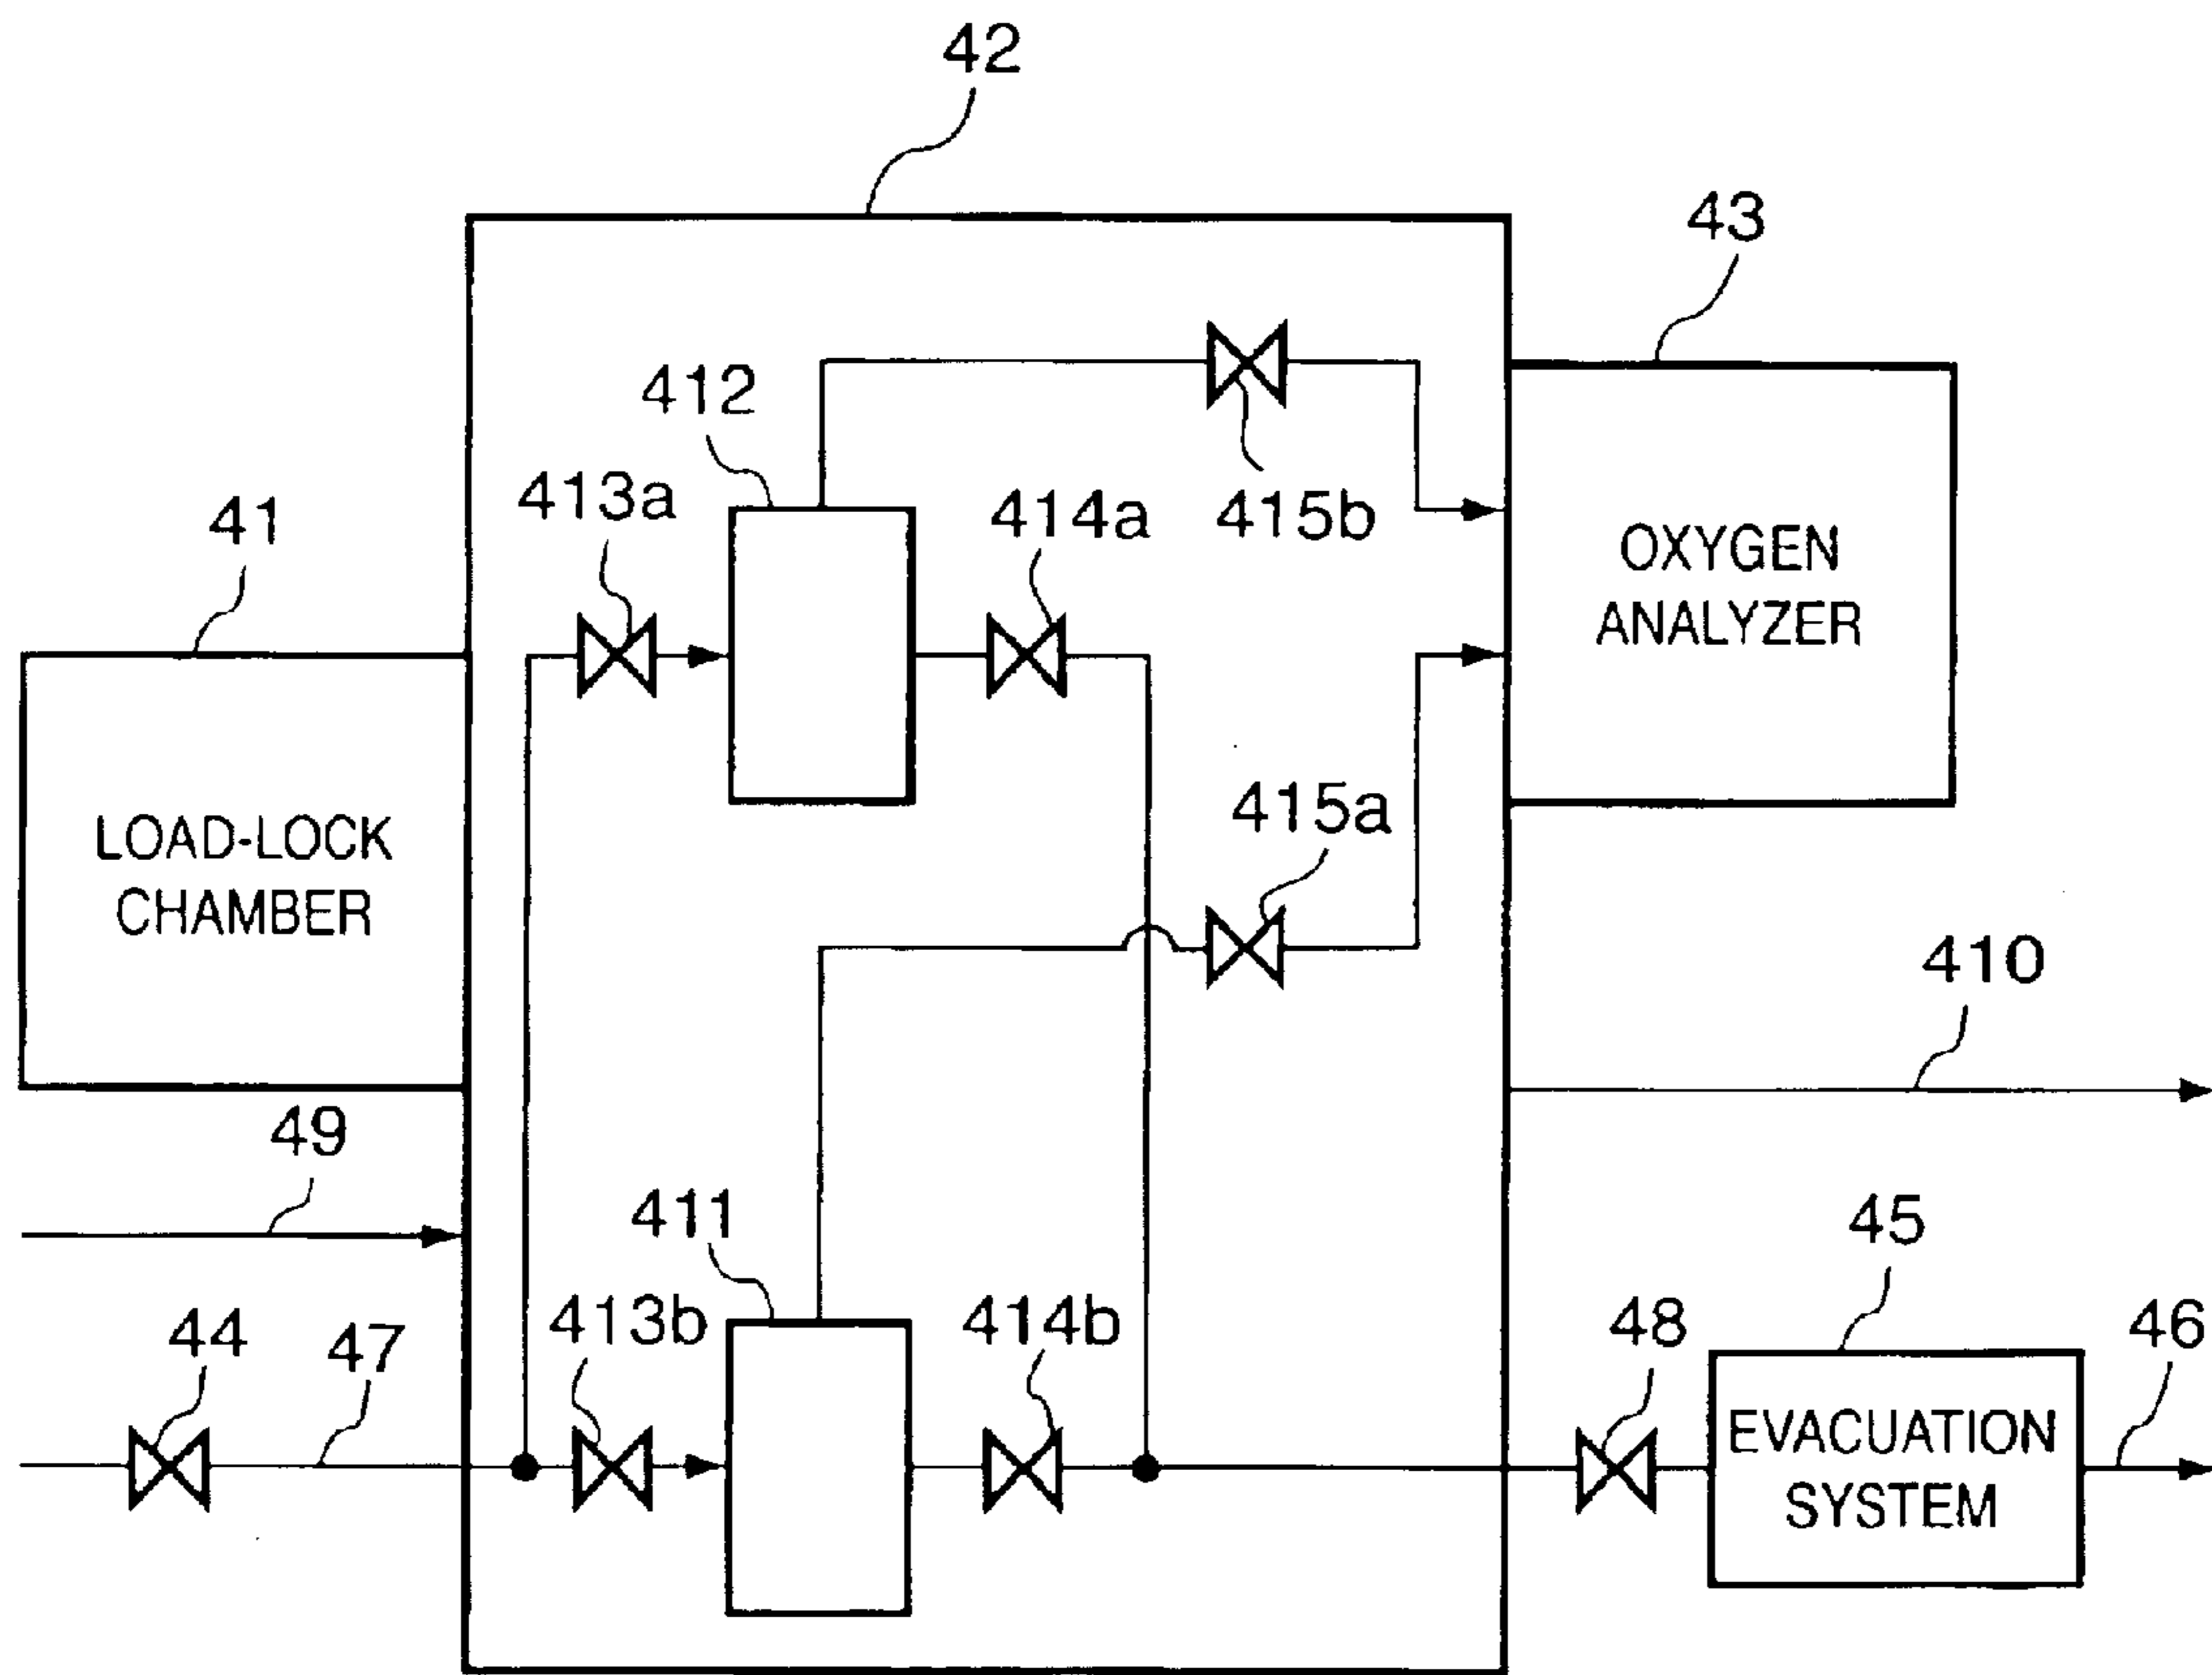 42
43
412
413a
414a
415b
41
OXYGEN
ANALYZER
415a
LOAD-LOCK
CHAMBER
410
49
411
45
413b
414b
44
47
48
46
EVACUATION
SYSTEM